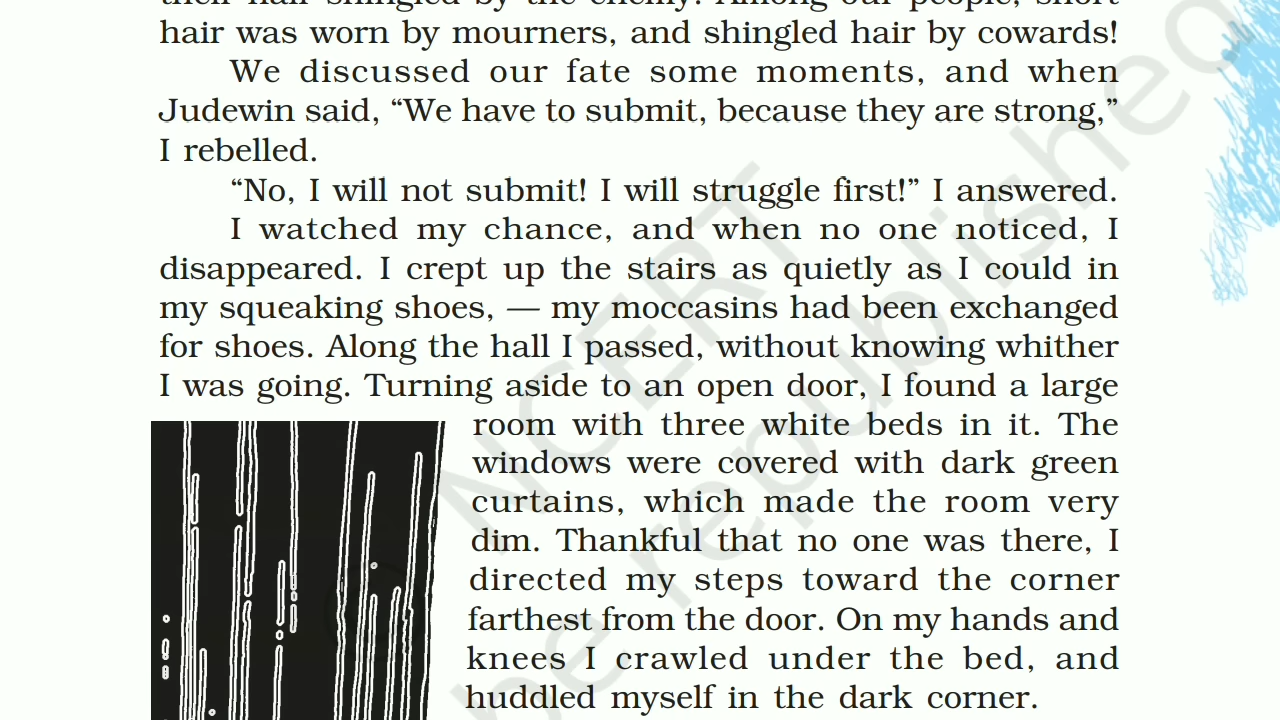 their hair shingled by the enemy. Among our people, short
hair was worn by mourners, and shingled hair by cowards!
We discussed our fate some moments, and when
Judewin said, “We have to submit, because they are strong,”
I rebelled.
“No, I will not submit! I will struggle first!” I answered.
I watched my chance, and when no one noticed, I
disappeared. I crept up the stairs as quietly as I could in
my squeaking shoes, — my moccasins had been exchanged
for shoes. Along the hall I passed, without knowing whither
I was going. Turning aside to an open door, I found a large
room with three white beds in it. The
windows were covered with dark green
curtains, which made the room very
dim. Thankful that no one was there, I
directed my steps toward the corner
farthest from the door. On my hands and
knees I crawled under the bed, and
huddled myself in the dark corner.
NCERT
be republished